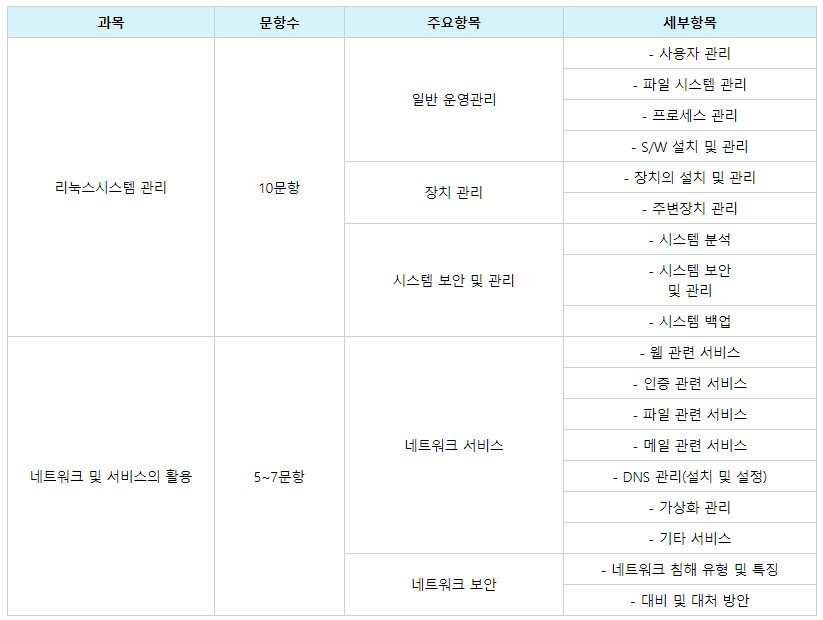 과목 문항수 주요항목 세부항목
- 사용자 관리
- 파일 시스템 관리
일반 운영관리
- 프로세스 관리
- S/W 설치 및 관리
- 장치의 설치 및 관리
리눅스시스템 관리 10문항 장치 관리
- 주변장치 관리
- 시스템 분석
- 시스템 보안
시스템 보안 및 관리
및 관리
- 시스템 백업
- 웹 관련 서비스
- 인증 관련 서비스
- 파일 관련 서비스
네트워크 서비스
- 메일 관련 서비스
네트워크 및 서비스의 활용 5~7문항 - DNS 관리(설치 및 설정)
- 가상화 관리
- 기타 서비스
- 네트워크 침해 유형 및 특징
네트워크 보안
- 대비 및 대처 방안